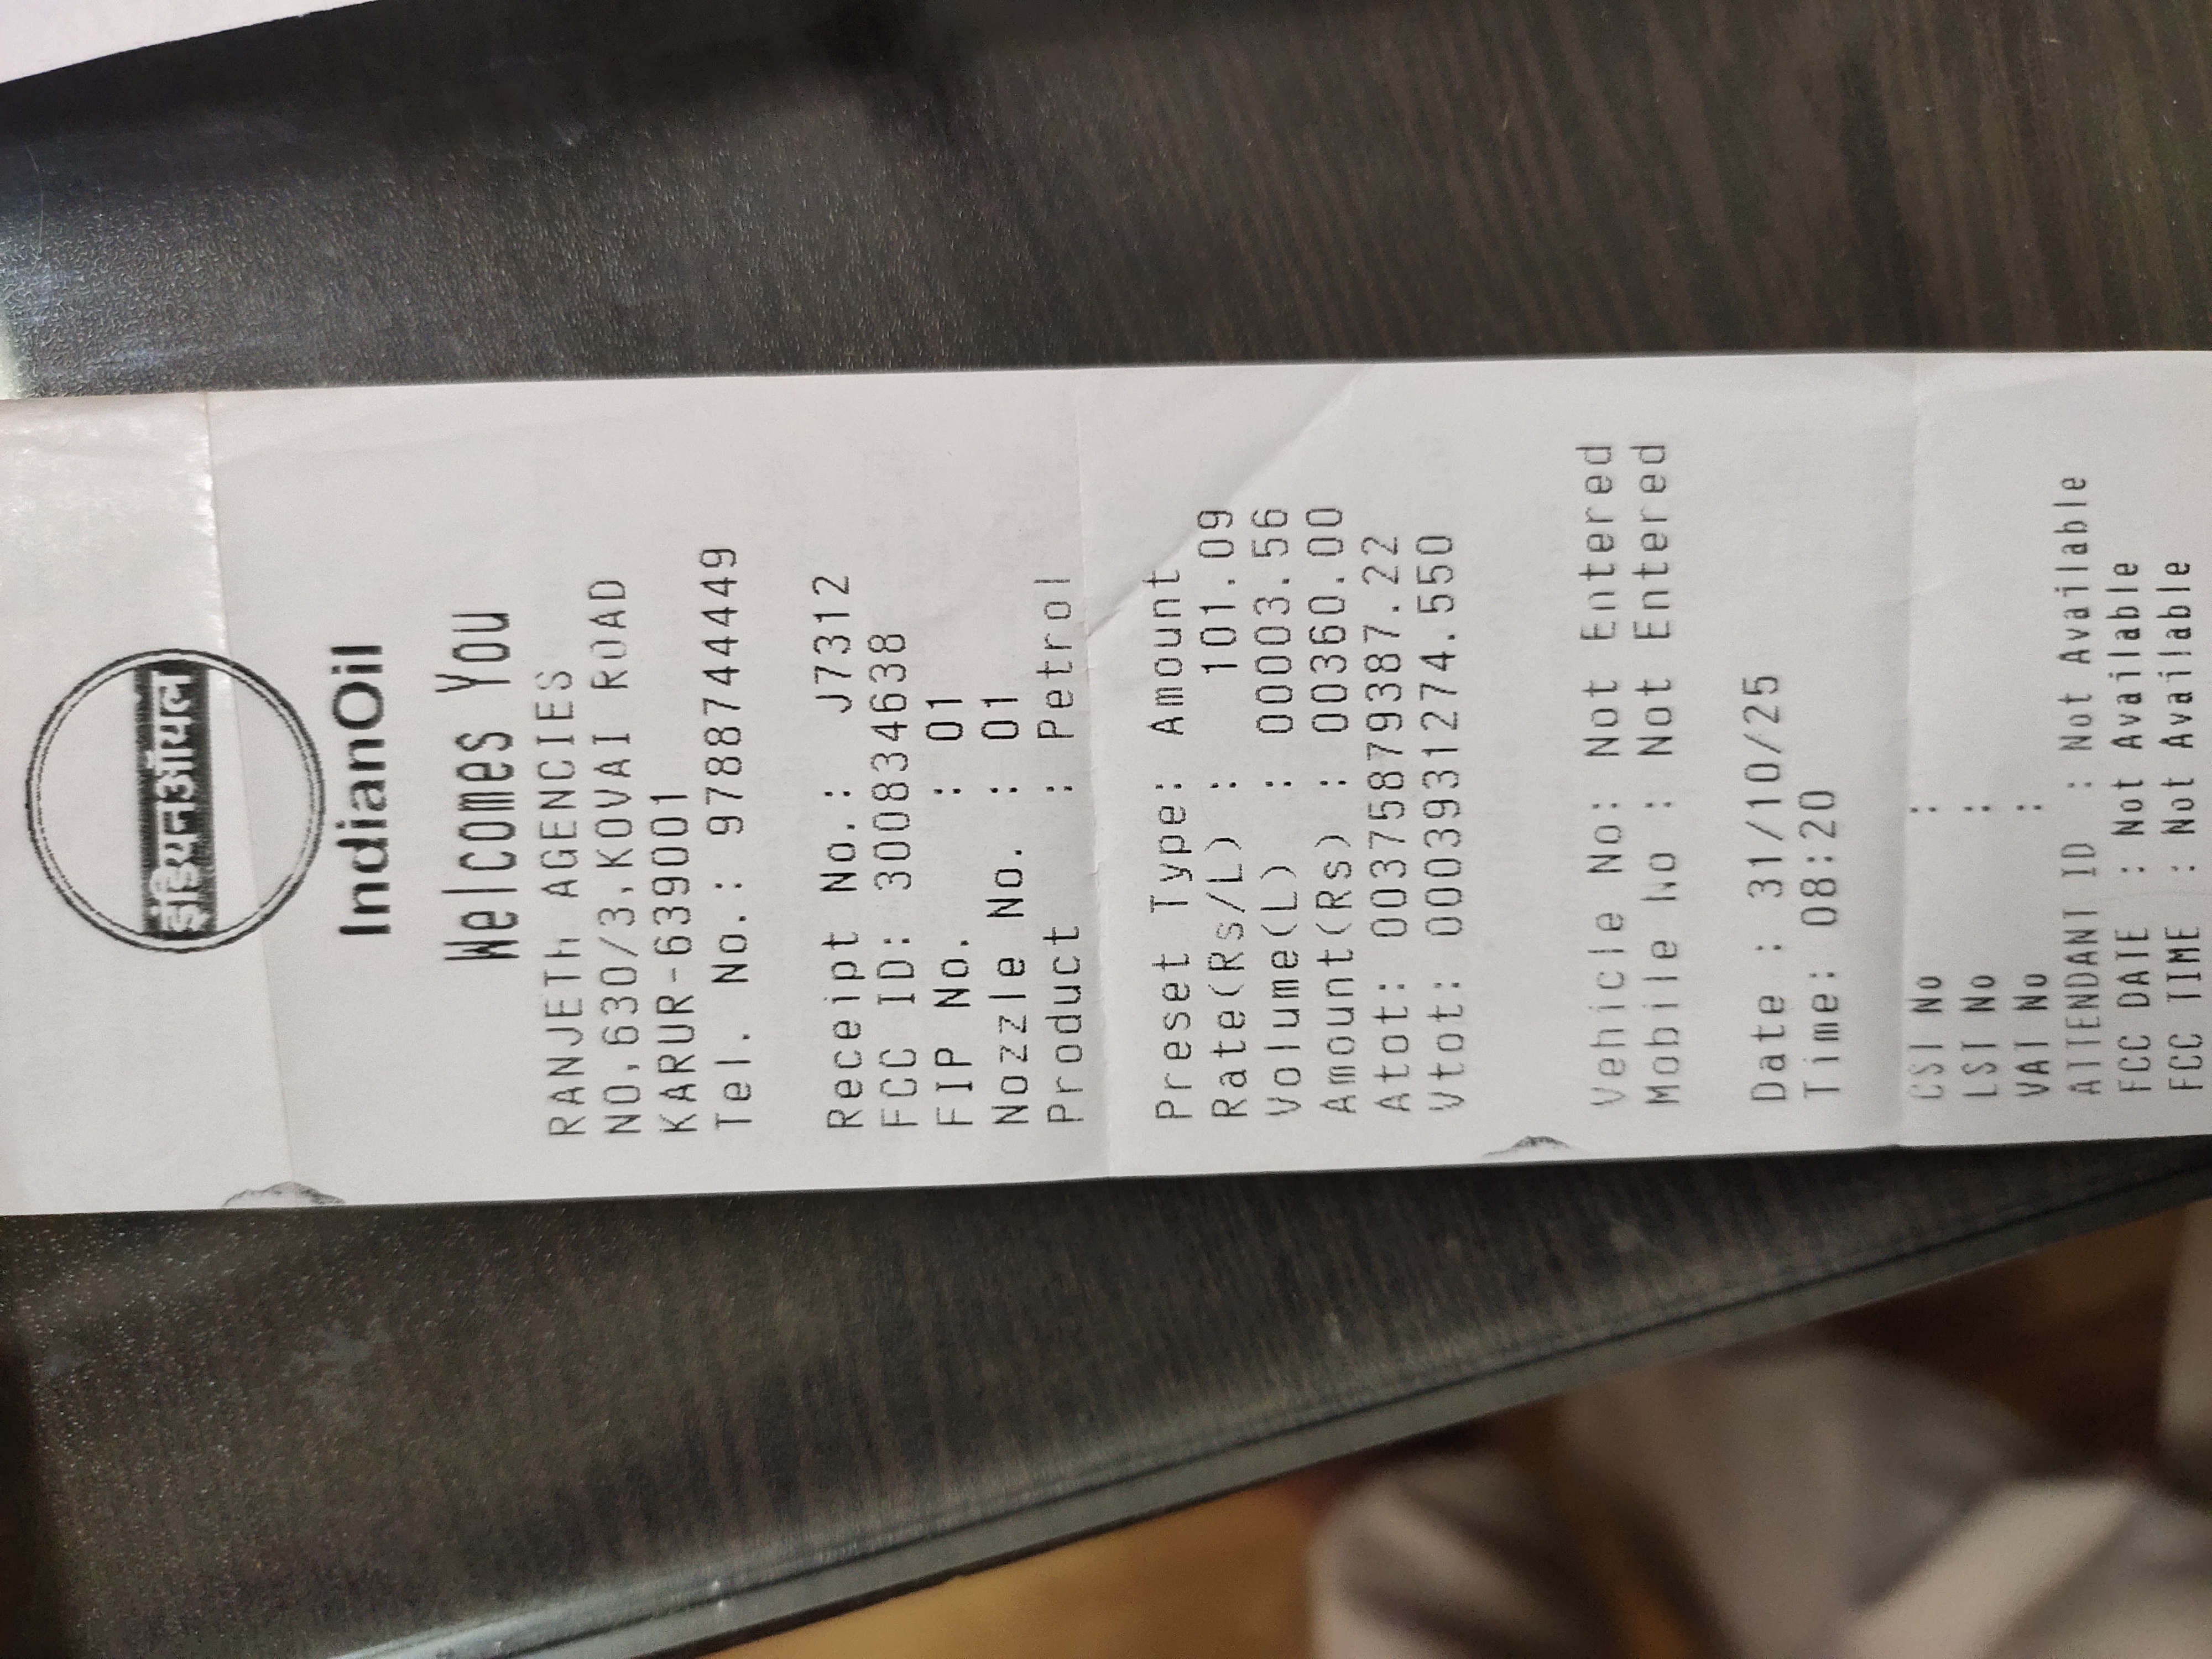 इंडियनऑयल
IndianOil
Welcomes You
RANJETH AGENCIES
NO,630/3,KOVAI ROAD
KARUR-639001
Tel. No.: 9788744449
Receipt No.: J7312
FCC ID: 3008334638
FIP No. : 01
Nozzle No. : 01
Product : Petrol
Preset Type: Amount
Rate(Rs/L) : 101.09
Volume(L) : 00003.56
Amount(Rs) : 00360.00
Atot: 00375879387.22
Vtot: 0003931274.550
Vehicle No: Not Entered
Mobile No : Not Entered
Date : 31/10/25
Time: 08:20
CST No :
LST No :
VAT No :
ATTENDANT ID : Not Available
FCC DATE : Not Available
FCC TIME : Not Available